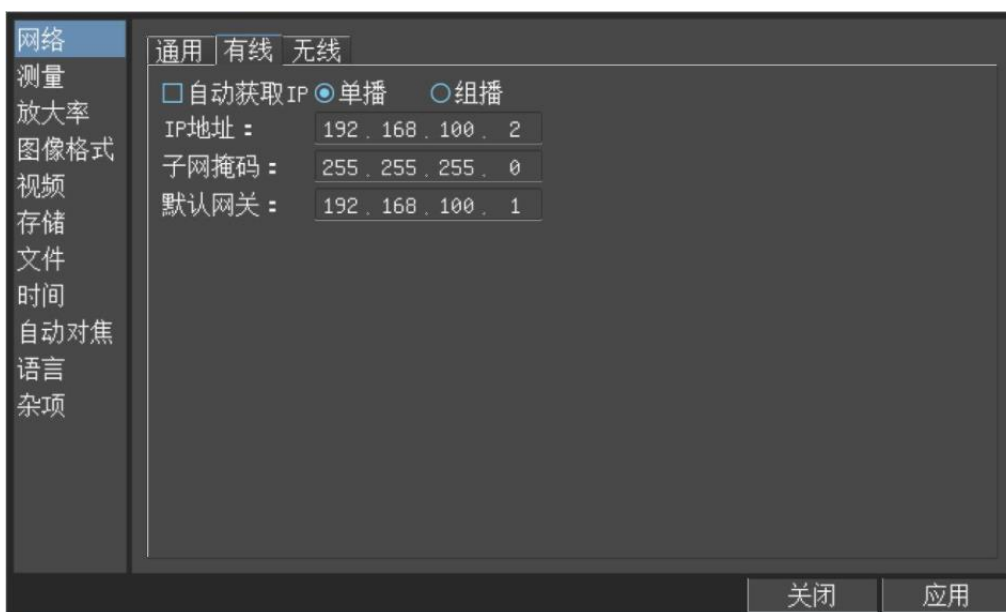 网络
测量
放大率
图像格式
视频
存储
文件
时间
自动对焦
语言
杂项
通用 有线 无线
自动获取IP 单播 组播
IP地址： 192 . 168 . 100 . 2
子网掩码： 255 . 255 . 255 . 0
默认网关： 192 . 168 . 100 . 1
关闭 应用